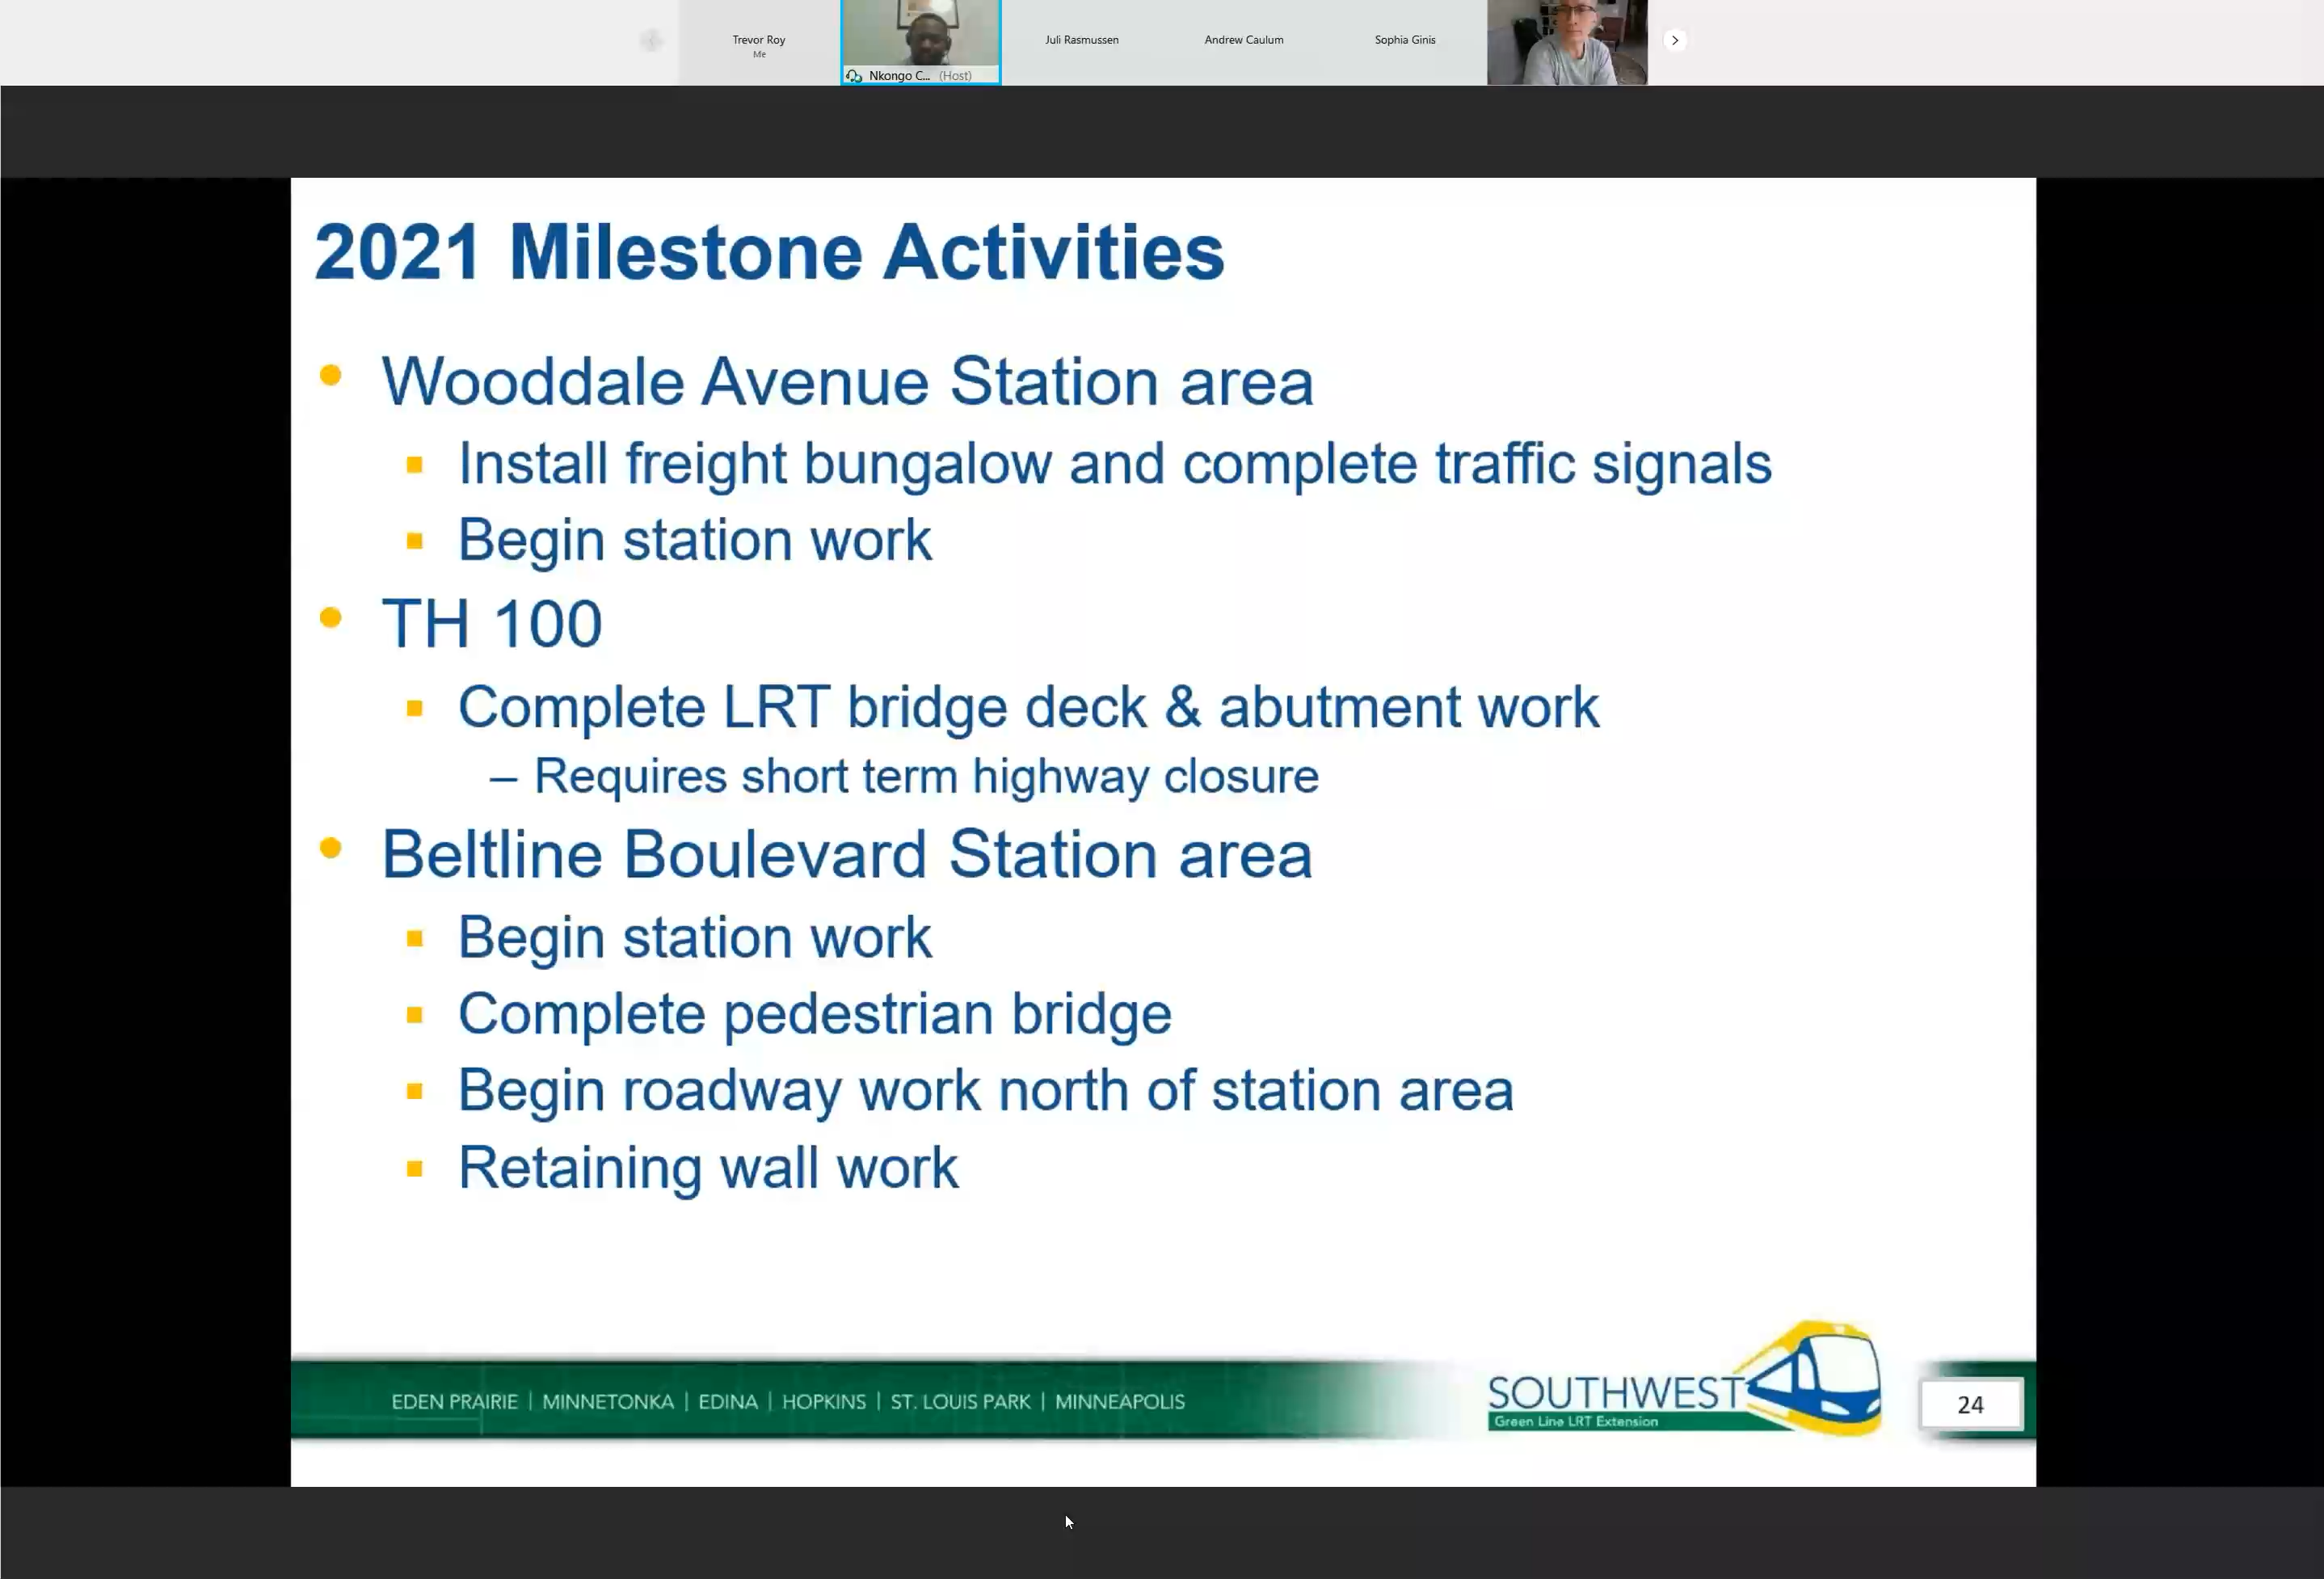 Trevor Roy
Me
Nkongo C... (Host)
Juli Rasmussen
Andrew Caulum
Sophia Ginis
2021 Milestone Activities
• Wooddale Avenue Station area
▪ Install freight bungalow and complete traffic signals
▪ Begin station work
• TH 100
▪ Complete LRT bridge deck & abutment work
– Requires short term highway closure
• Beltline Boulevard Station area
▪ Begin station work
▪ Complete pedestrian bridge
▪ Begin roadway work north of station area
▪ Retaining wall work
EDEN PRAIRIE | MINNETONKA | EDINA | HOPKINS | ST. LOUIS PARK | MINNEAPOLIS
SOUTHWEST
Green Line LRT Extension
24